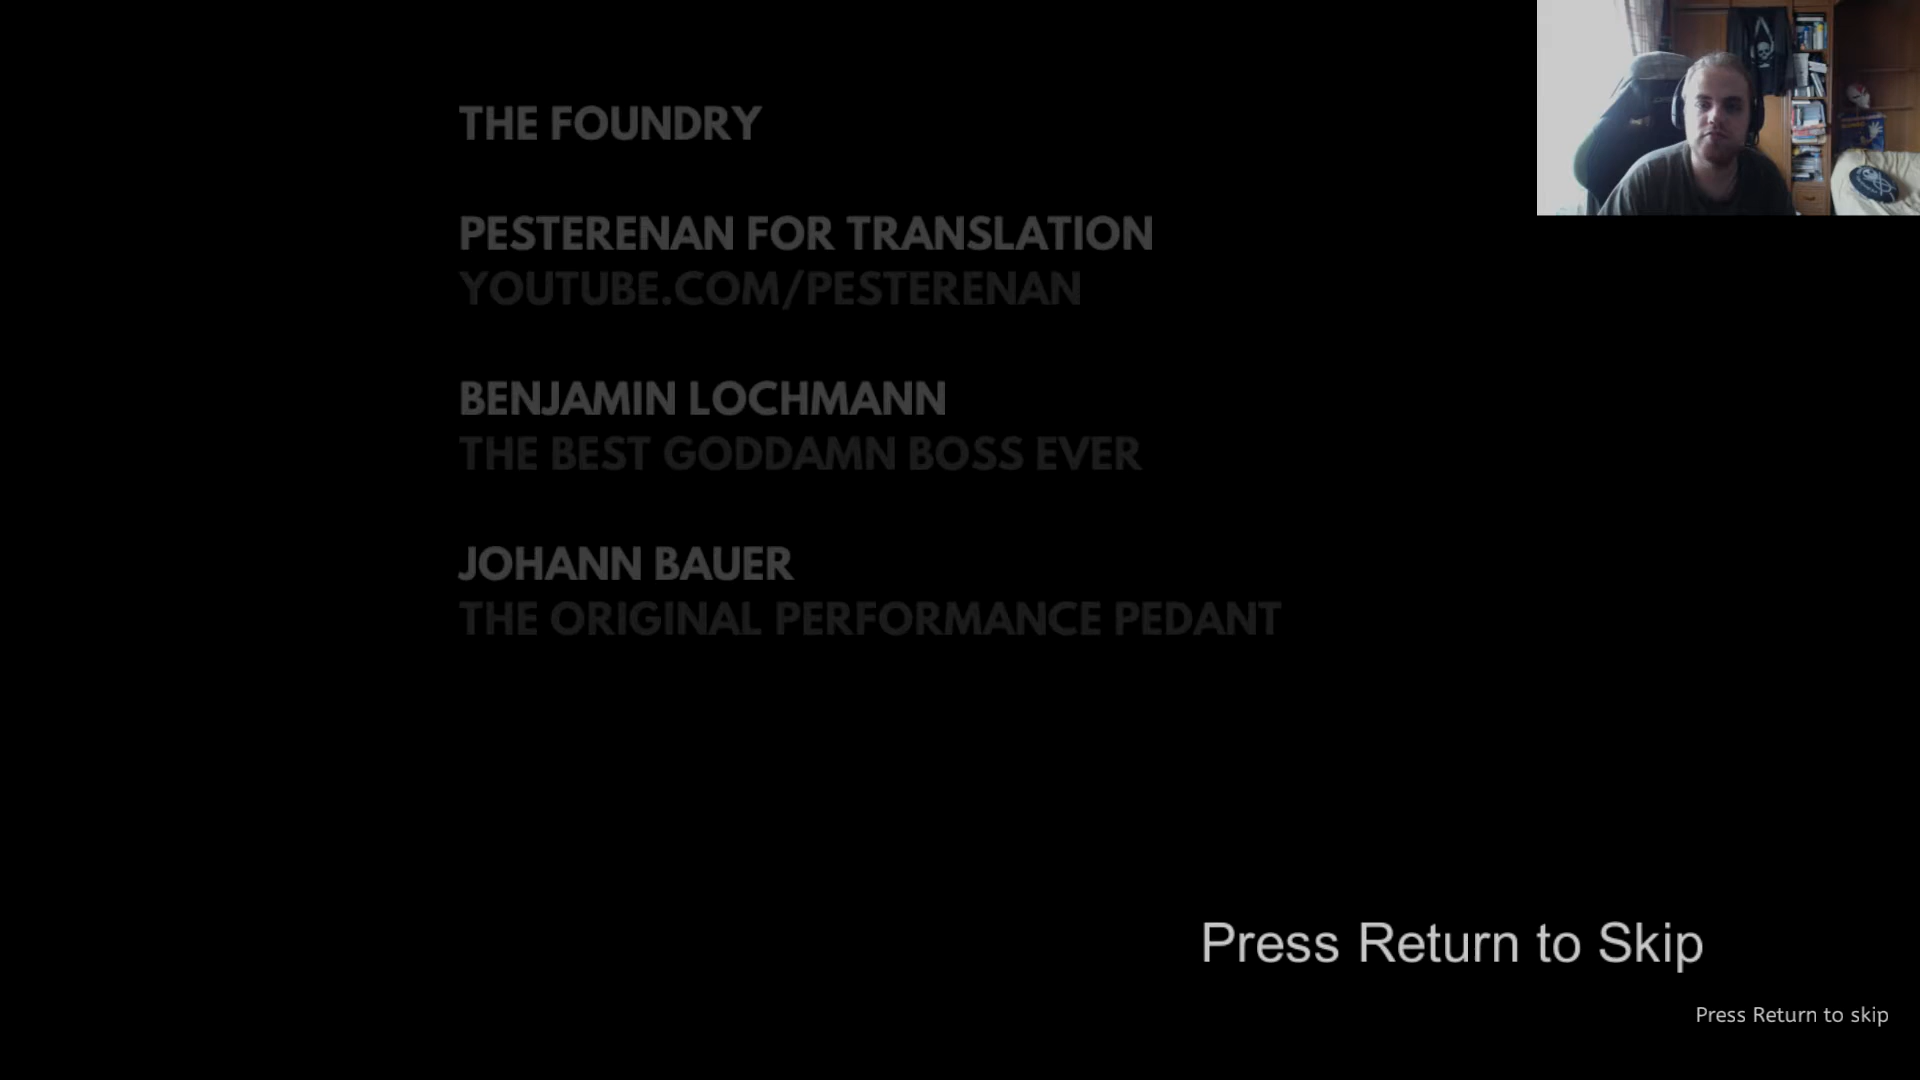 THE FOUNDRY
PESTERENAN FOR TRANSLATION
YOUTUBE.COM/PESTERENAN
BENJAMIN LOCHMANN
THE BEST GODDAMN BOSS EVER
JOHANN BAUER
THE ORIGINAL PERFORMANCE PEDANT
Press Return to Skip
Press Return to skip